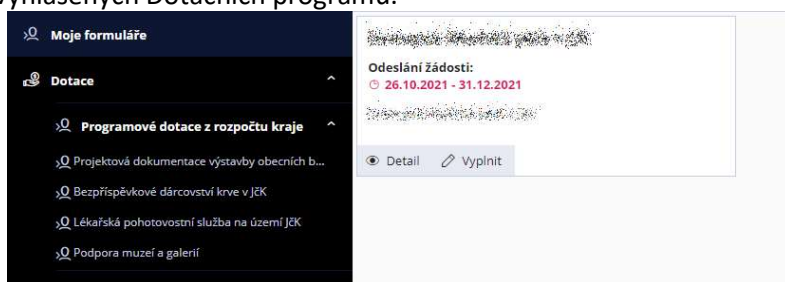 vyhlášených Dotačních programů.
Moje formuláře
Dotace
Programové dotace z rozpočtu kraje
Projektová dokumentace výstavby obecních b...
Bezpříspěvkové dárcovství krve v JčK
Lékařská pohotovostní služba na území JčK
Podpora muzeí a galerií
Odeslání žádosti:
26.10.2021 - 31.12.2021
Detail
Vyplnit